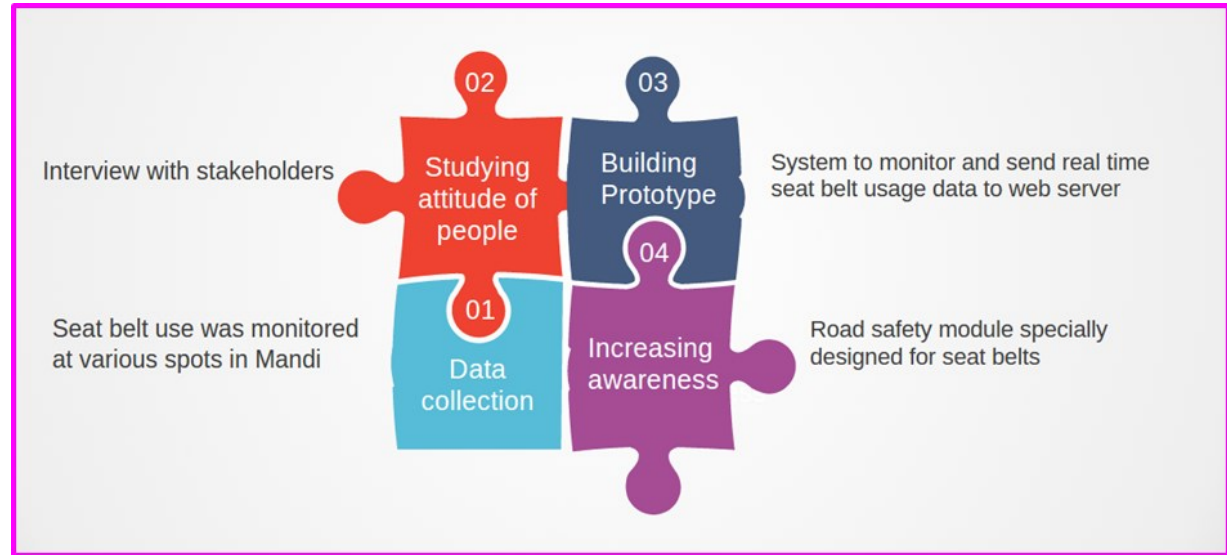 02
Studying
attitude of
people
Interview with stakeholders
03
Building
Prototype
System to monitor and send real time
seat belt usage data to web server
01
Data
collection
Seat belt use was monitored
at various spots in Mandi
04
Increasing
awareness
Road safety module specially
designed for seat belts